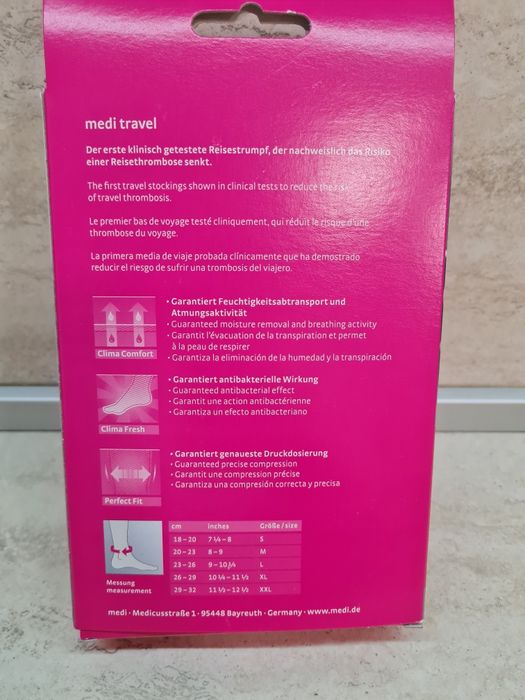 medi travel
Der erste klinisch getestete Reisestrumpf, der nachweislich das Risiko
einer Reisethrombose senkt.
The first travel stockings shown in clinical tests to reduce the risk
of travel thrombosis.
Le premier bas de voyage testé cliniquement, qui réduit le risque d'une
thrombose du voyage.
La primera media de viaje probada clínicamente que ha demostrado
reducir el riesgo de sufrir una trombosis del viajero.
Clima Comfort
• Garantiert Feuchtigkeitsabtransport und
Atmungsaktivität
• Guaranteed moisture removal and breathing activity
• Garantit l'évacuation de la transpiration et permet
à la peau de respirer
• Garantiza la eliminación de la humedad y la transpiración
Clima Fresh
• Garantiert antibakterielle Wirkung
• Guaranteed antibacterial effect
• Garantit une action antibactérienne
• Garantiza un efecto antibacteriano
Perfect Fit
• Garantiert genaueste Druckdosierung
• Guaranteed precise compression
• Garantit une compression précise
• Garantiza una compresión correcta y precisa
Messung
measurement
cm inches Größe/size
18 – 20 7 ¼ – 8 S
20 – 23 8 – 9 M
23 – 26 9 – 10 ¼ L
26 – 29 10 ¼ – 11 ½ XL
29 – 32 11 ½ – 12 ½ XXL
medi · Medicusstraße 1 · 95448 Bayreuth · Germany · www.medi.de